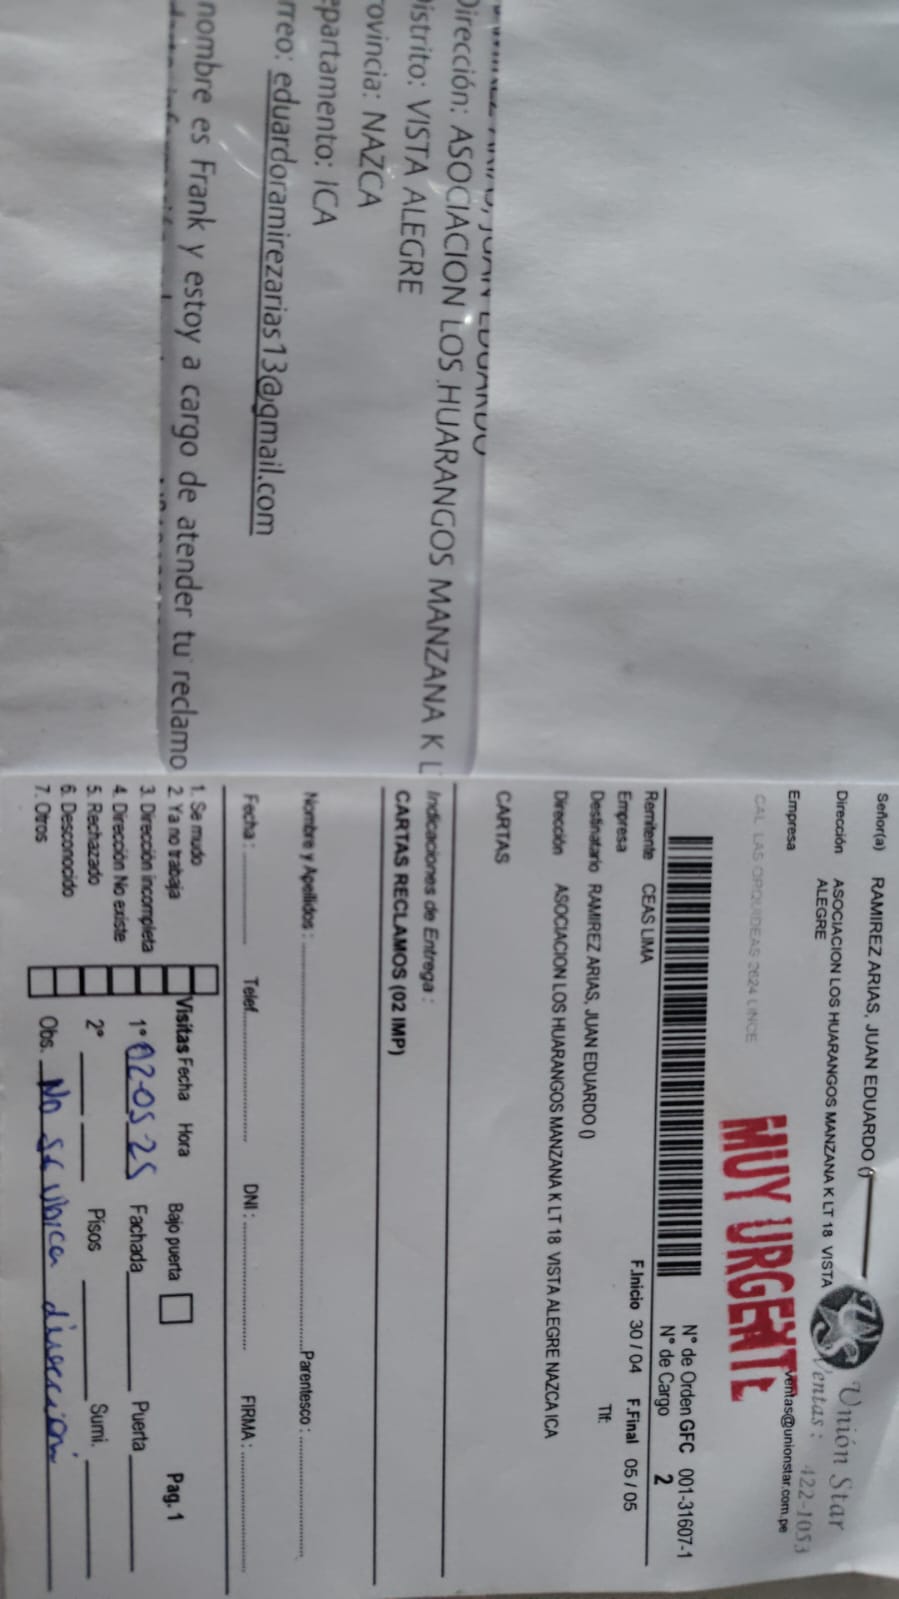 RAMIREZ ARIAS, JUAN EDUARDO
Dirección: ASOCIACION LOS HUARANGOS MANZANA K L
Distrito: VISTA ALEGRE
rovincia: NAZCA
epartamento: ICA
rreo: eduardoramirezarias13@gmail.com
nombre es Frank y estoy a cargo de atender tu reclamo
Señor(a) RAMIREZ ARIAS, JUAN EDUARDO ()
Dirección ASOCIACION LOS HUARANGOS MANZANA K LT 18 VISTA
ALEGRE
Empresa
Unión Star
Ventas: 422-1053
ventas@unionstar.com.pe
CAL LAS ORQUIDEAS 2624 LINCE
MUY URGENTE
N° de Orden GFC 001-31607-1
N° de Cargo 2
Remitente CEAS LIMA
F.Inicio 30 / 04 F.Final 05 / 05
Empresa
Tlf:
Destinatario RAMIREZ ARIAS, JUAN EDUARDO ()
Dirección ASOCIACION LOS HUARANGOS MANZANA K LT 18 VISTA ALEGRE NAZCA ICA
CARTAS
Indicaciones de Entrega :
CARTAS RECLAMOS (02 IMP)
Nombre y Apellidos : Parentesco :
Fecha : Telef. DNI : FIRMA :
1. Se mudo
2. Ya no trabaja
3. Dirección incompleta
4. Dirección No existe
5. Rechazado
6. Desconocido
7. Otros
Visitas Fecha Hora Bajo puerta Pag. 1
1° 02 05 25 Fachada Puerta
2° Pisos Sumi.
Obs. No se ubica dirección